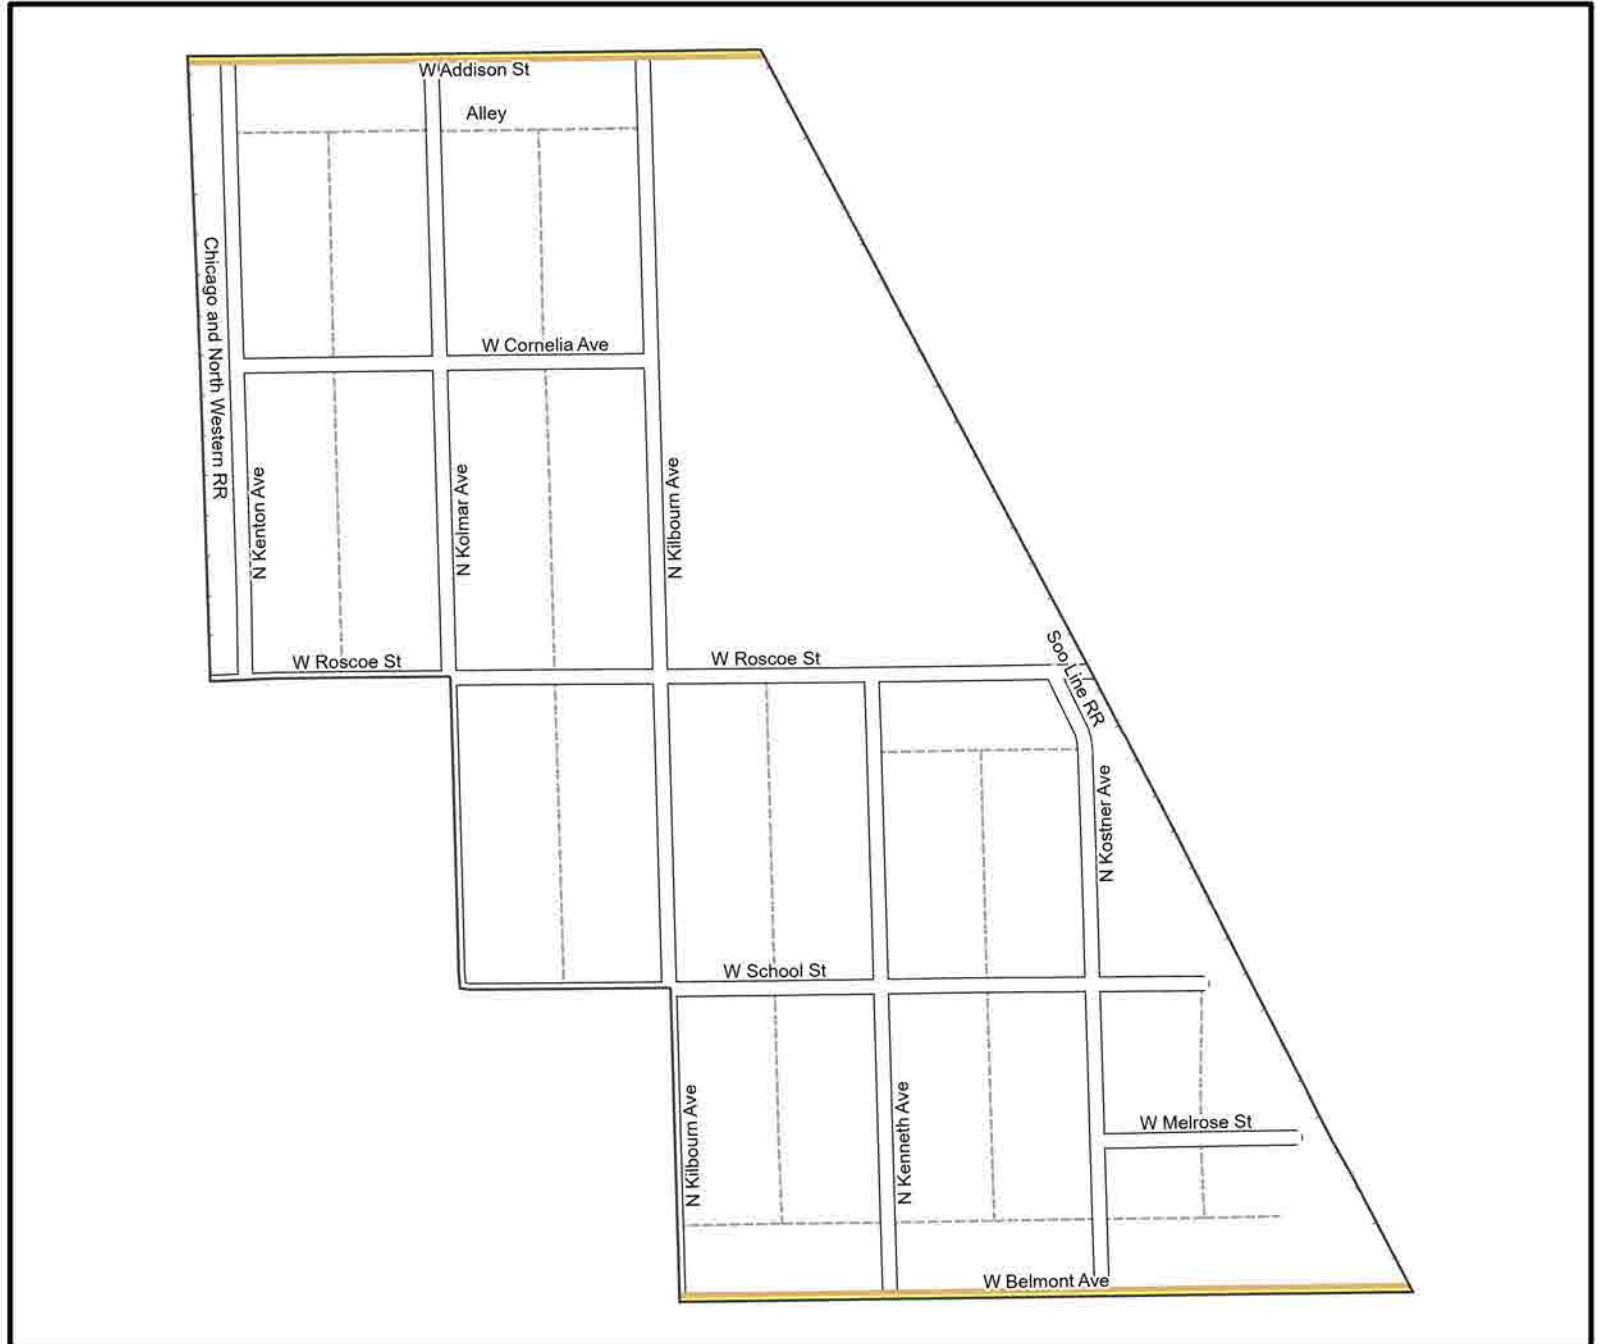 W Addison St
Alley
Chicago and North Western RR
W Cornelia Ave
N Kenton Ave
N Kolmar Ave
N Kilbourn Ave
W Roscoe St
W Roscoe St
Soo Line RR
N Kostner Ave
W School St
N Kilbourn Ave
N Kenneth Ave
W Melrose St
W Belmont Ave